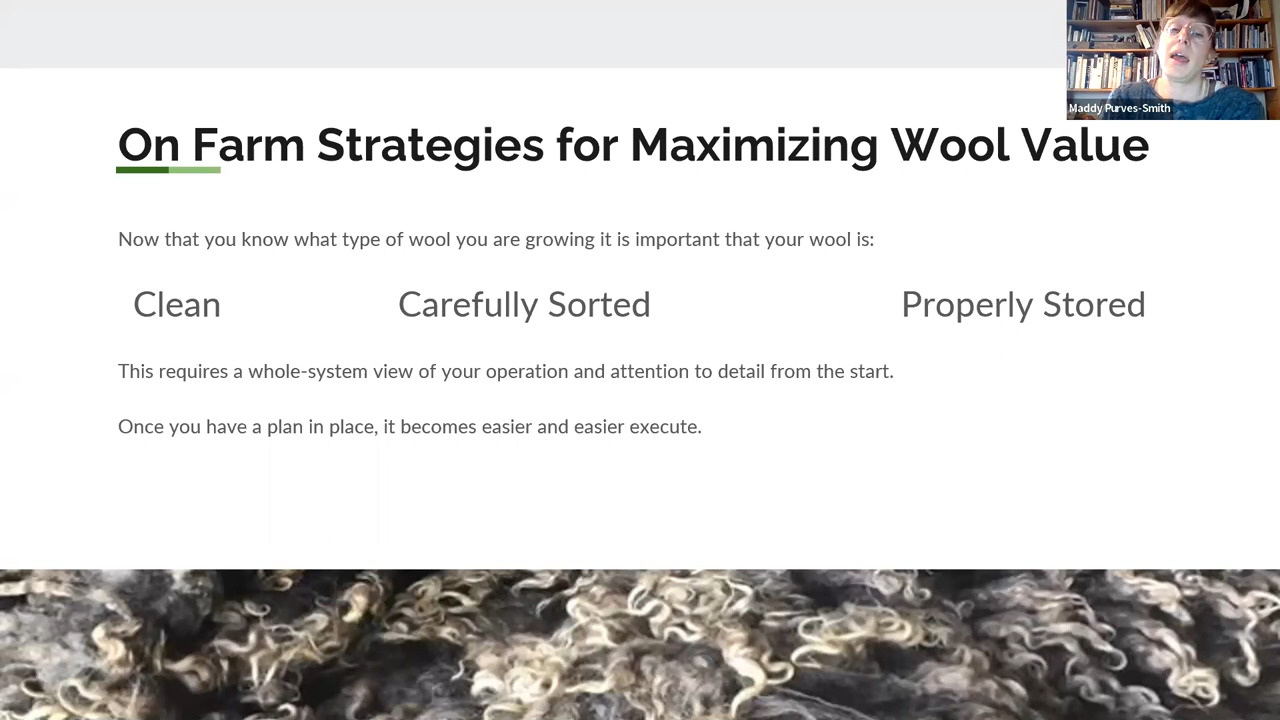 Maddy Purves-Smith
On Farm Strategies for Maximizing Wool Value
Now that you know what type of wool you are growing it is important that your wool is:
Clean Carefully Sorted Properly Stored
This requires a whole-system view of your operation and attention to detail from the start.
Once you have a plan in place, it becomes easier and easier execute.